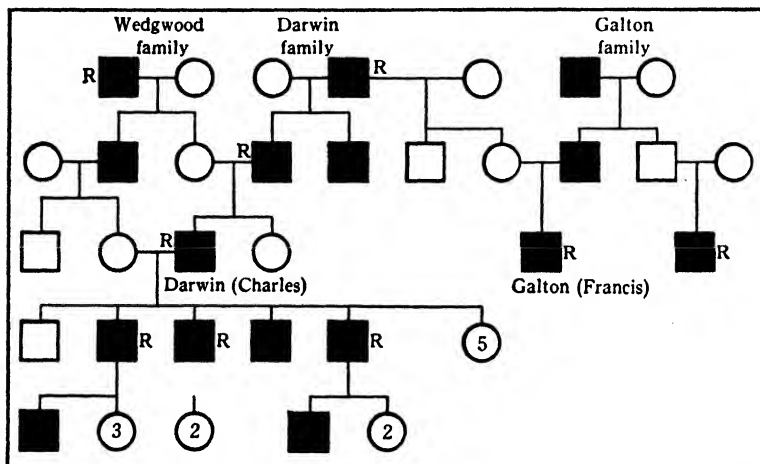 Wedgwood Darwin Galton
family family family
R R
R
R R R
Darwin (Charles) Galton (Francis)
R R R 5
3 2 2